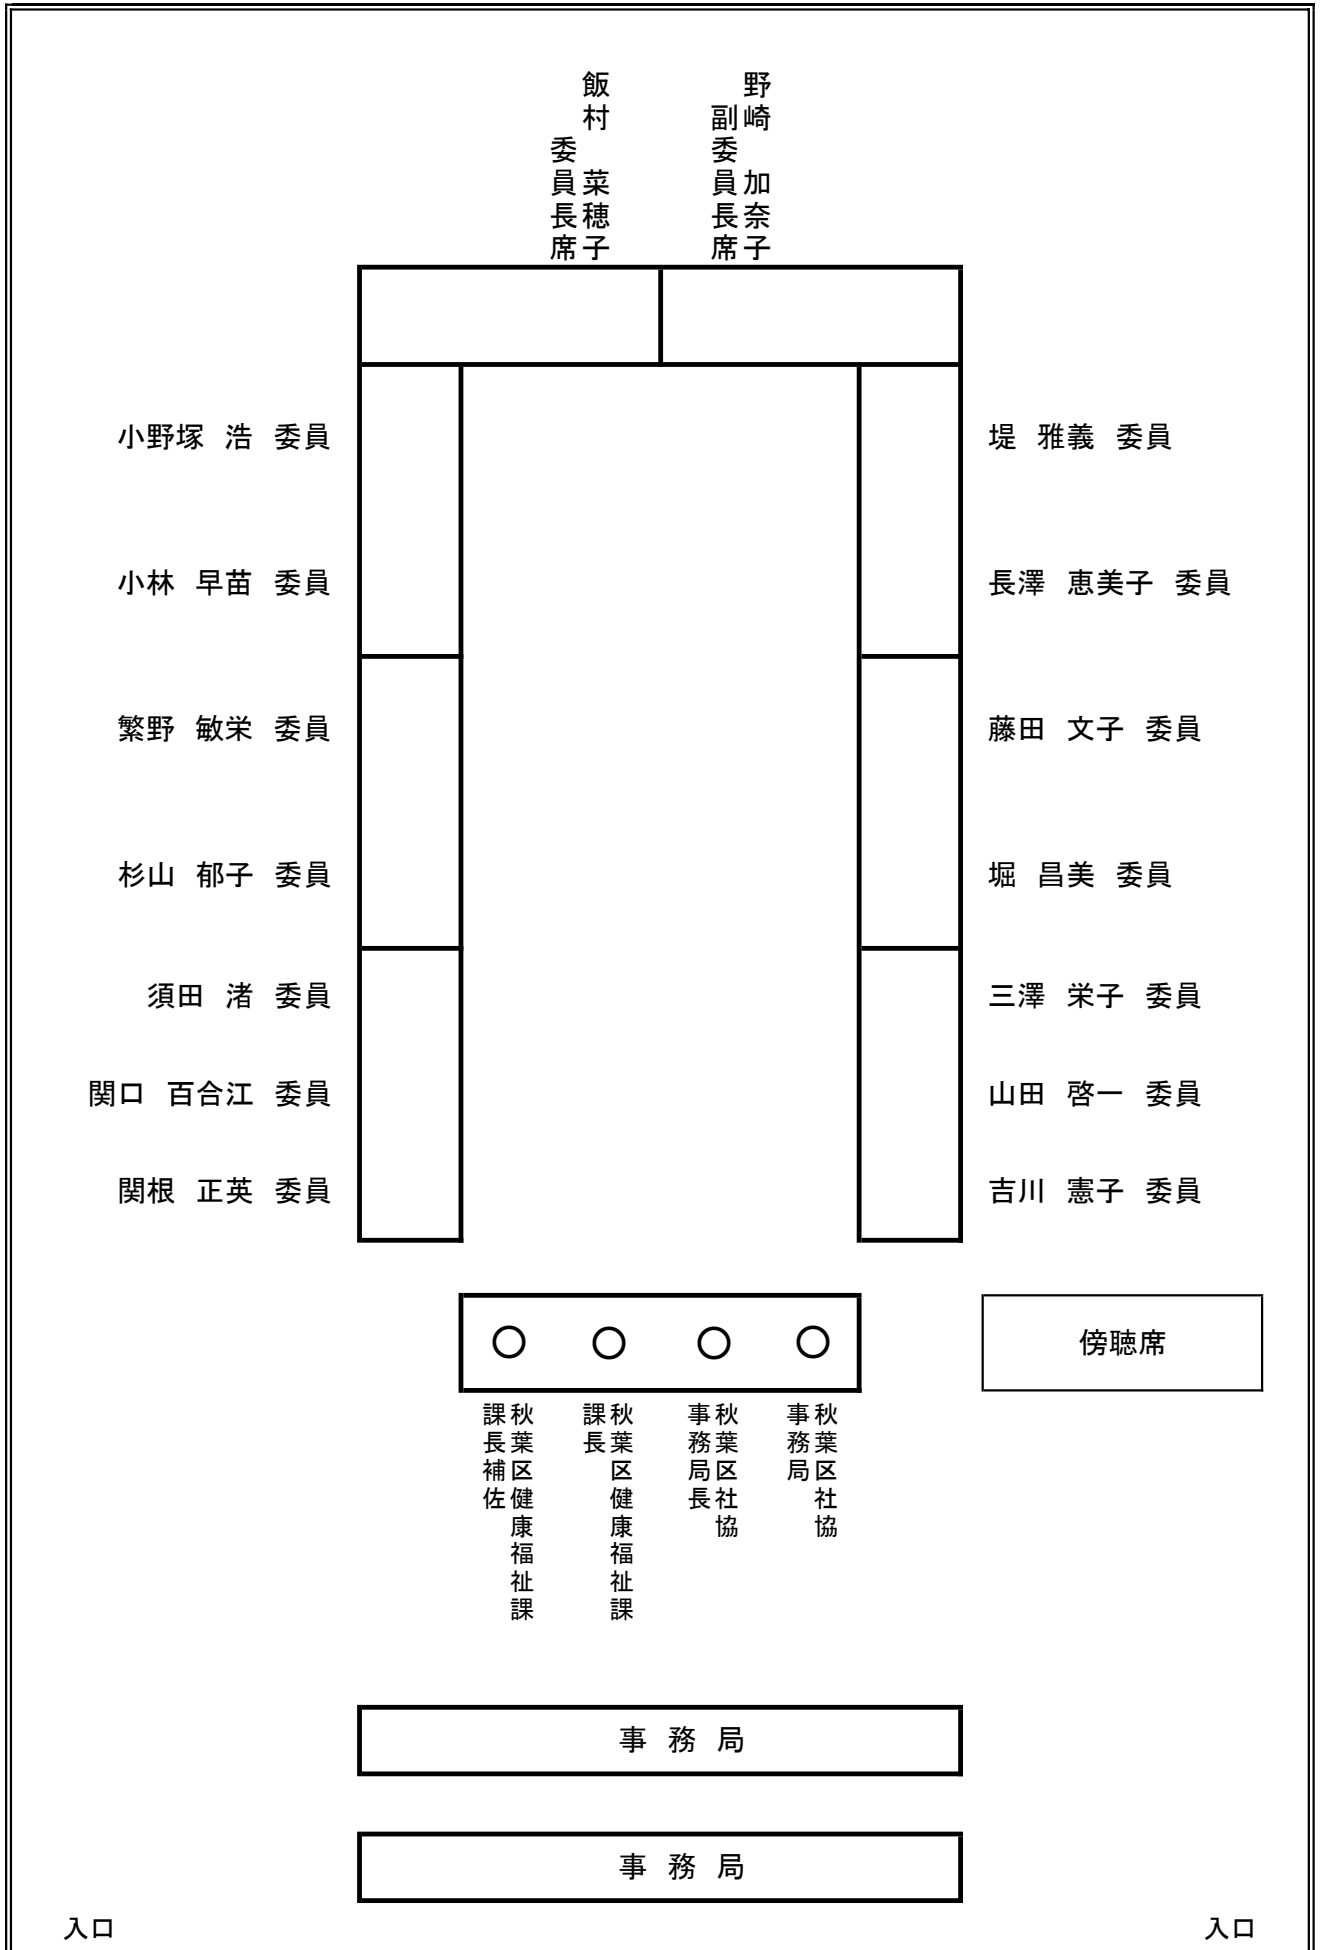 飯村　菜穂子
委員長席
野崎　加奈子
副委員長席
小野塚　浩　委員
堤　雅義　委員
小林　早苗　委員
長澤　恵美子　委員
繁野　敏栄　委員
藤田　文子　委員
杉山　郁子　委員
堀　昌美　委員
須田　渚　委員
三澤　栄子　委員
関口　百合江　委員
山田　啓一　委員
関根　正英　委員
吉川　憲子　委員
傍聴席
秋葉区健康福祉課
課長補佐
秋葉区健康福祉課
課長
秋葉区社協
事務局長
秋葉区社協
事務局
事　務　局
事　務　局
入口
入口